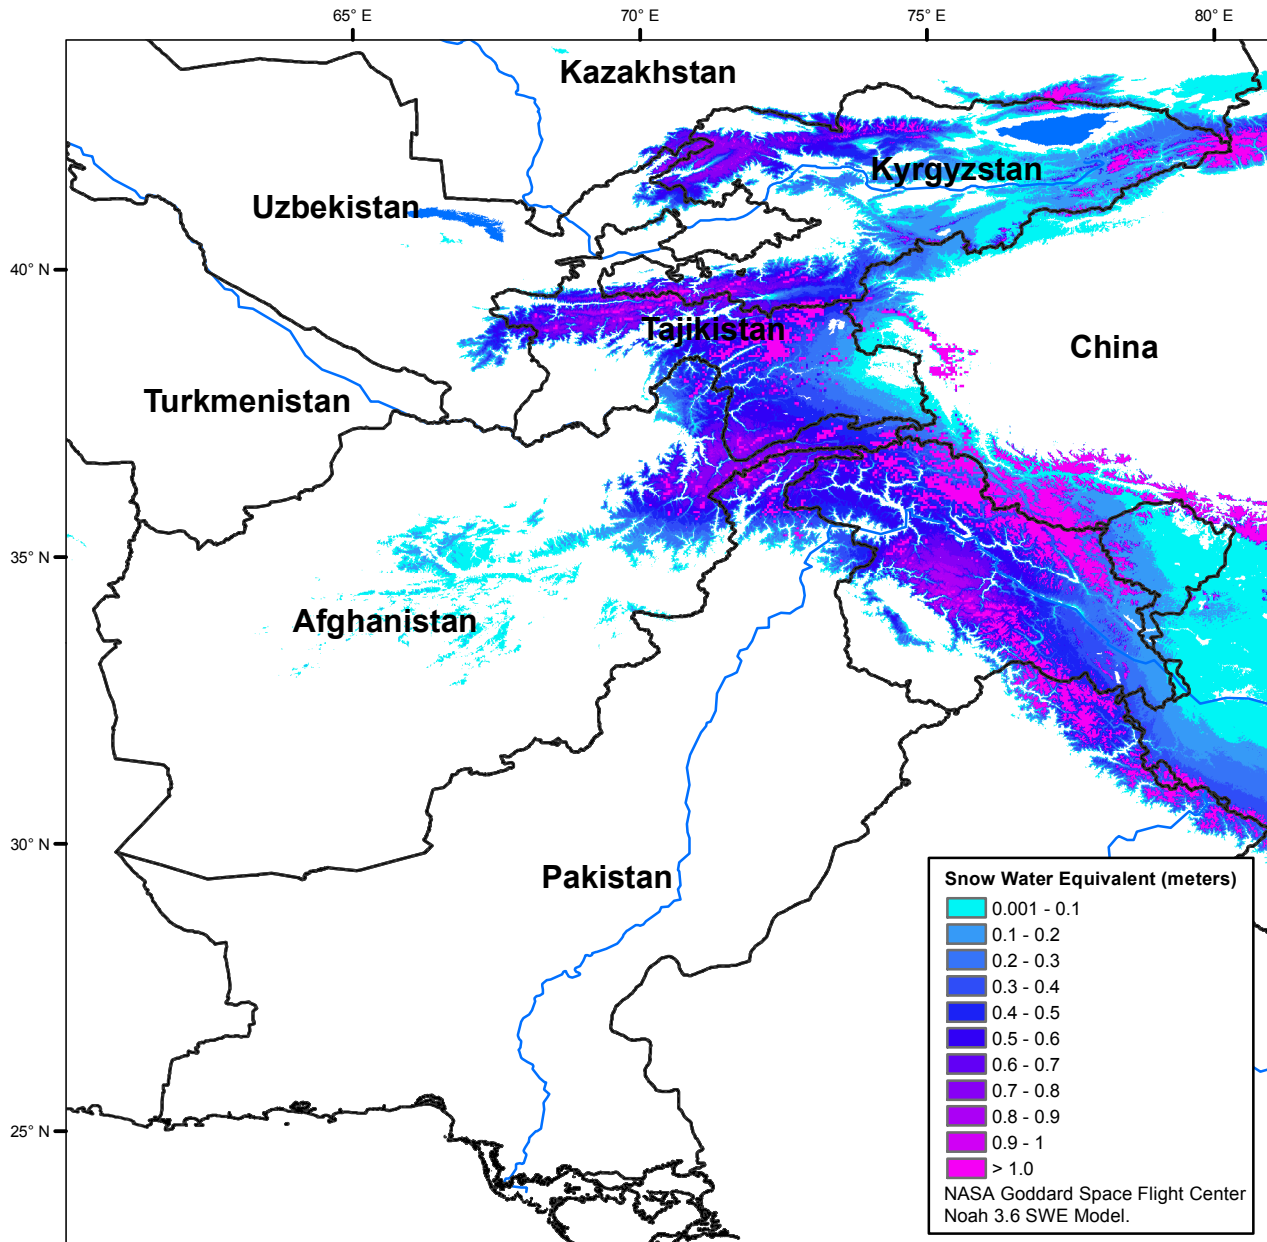 65° E
70° E
75° E
80° E
Kazakhstan
Kyrgyzstan
Uzbekistan
40° N
Tajikistan
China
Turkmenistan
35° N
Afghanistan
30° N
Pakistan
25° N
Snow Water Equivalent (meters)
0.001 - 0.1
0.1 - 0.2
0.2 - 0.3
0.3 - 0.4
0.4 - 0.5
0.5 - 0.6
0.6 - 0.7
0.7 - 0.8
0.8 - 0.9
0.9 - 1
> 1.0
NASA Goddard Space Flight Center
Noah 3.6 SWE Model.